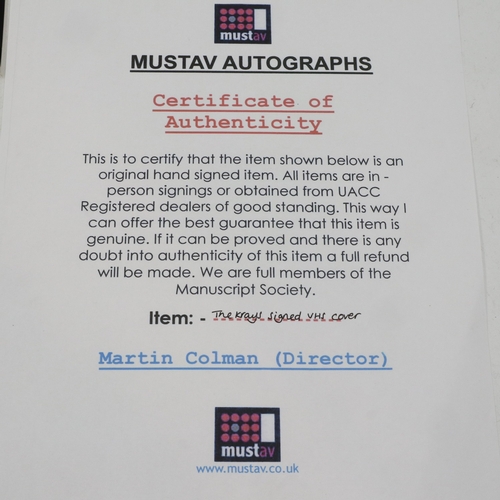 mustav
MUSTAV AUTOGRAPHS
Certificate of
Authenticity
This is to certify that the item shown below is an
original hand signed item. All items are in -
person signings or obtained from UACC
Registered dealers of good standing. This way I
can offer the best guarantee that this item is
genuine. If it can be proved and there is any
doubt into authenticity of this item a full refund
will be made. We are full members of the
Manuscript Society.
Item: - The Krays signed VHS cover
Martin Colman (Director)
mustav
www.mustav.co.uk